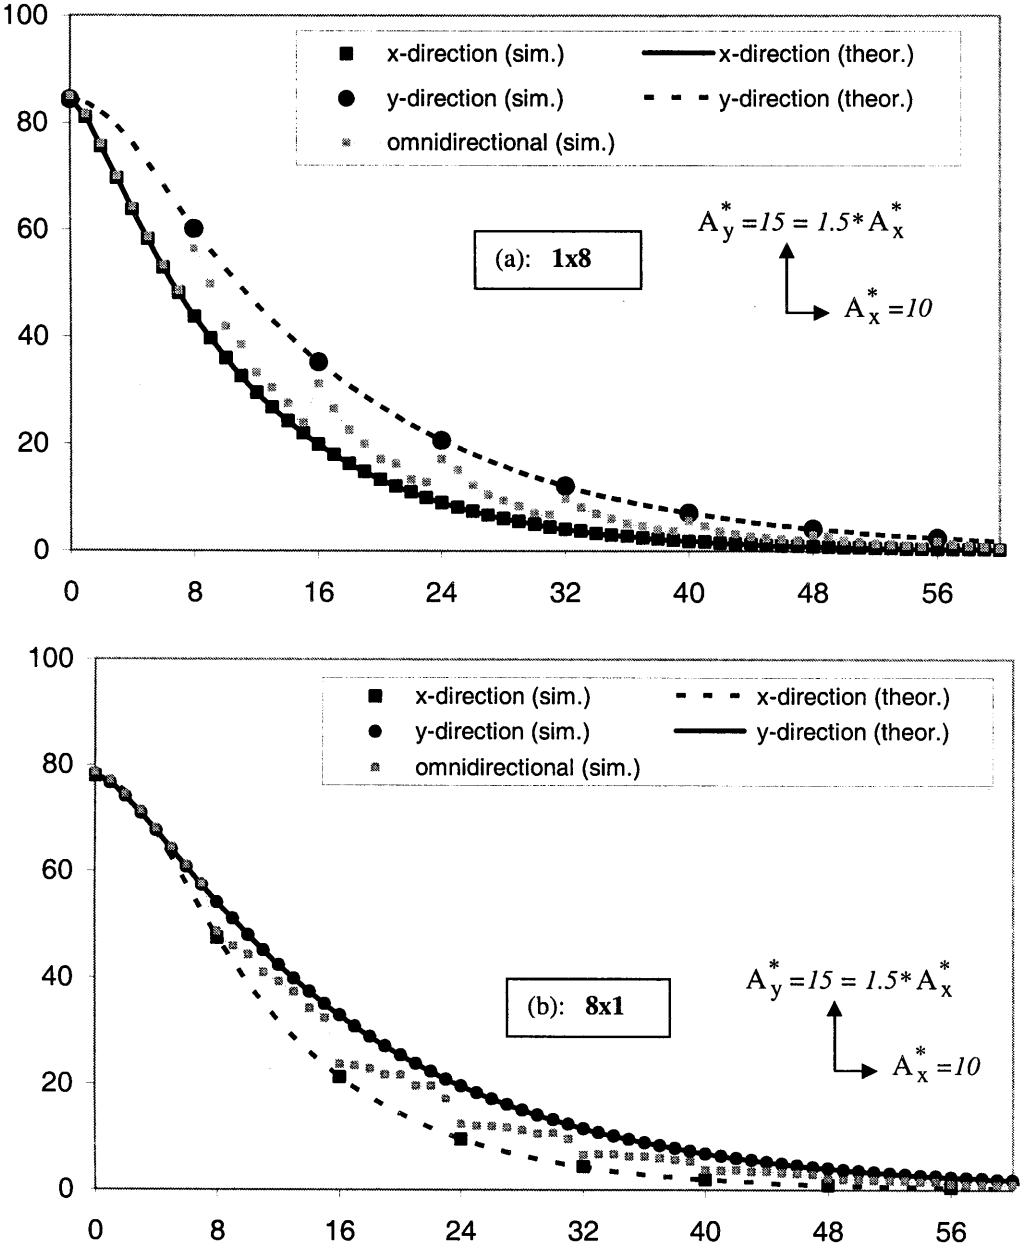 100
80
60
40
20
0
x-direction (sim.)
x-direction (theor.)
y-direction (sim.)
y-direction (theor.)
omnidirectional (sim.)
(a): 1x8
A*y =15 = 1.5* A*x
A*x =10
0 8 16 24 32 40 48 56
100
80
60
40
20
0
x-direction (sim.)
x-direction (theor.)
y-direction (sim.)
y-direction (theor.)
omnidirectional (sim.)
(b): 8x1
A*y =15 = 1.5* A*x
A*x =10
0 8 16 24 32 40 48 56